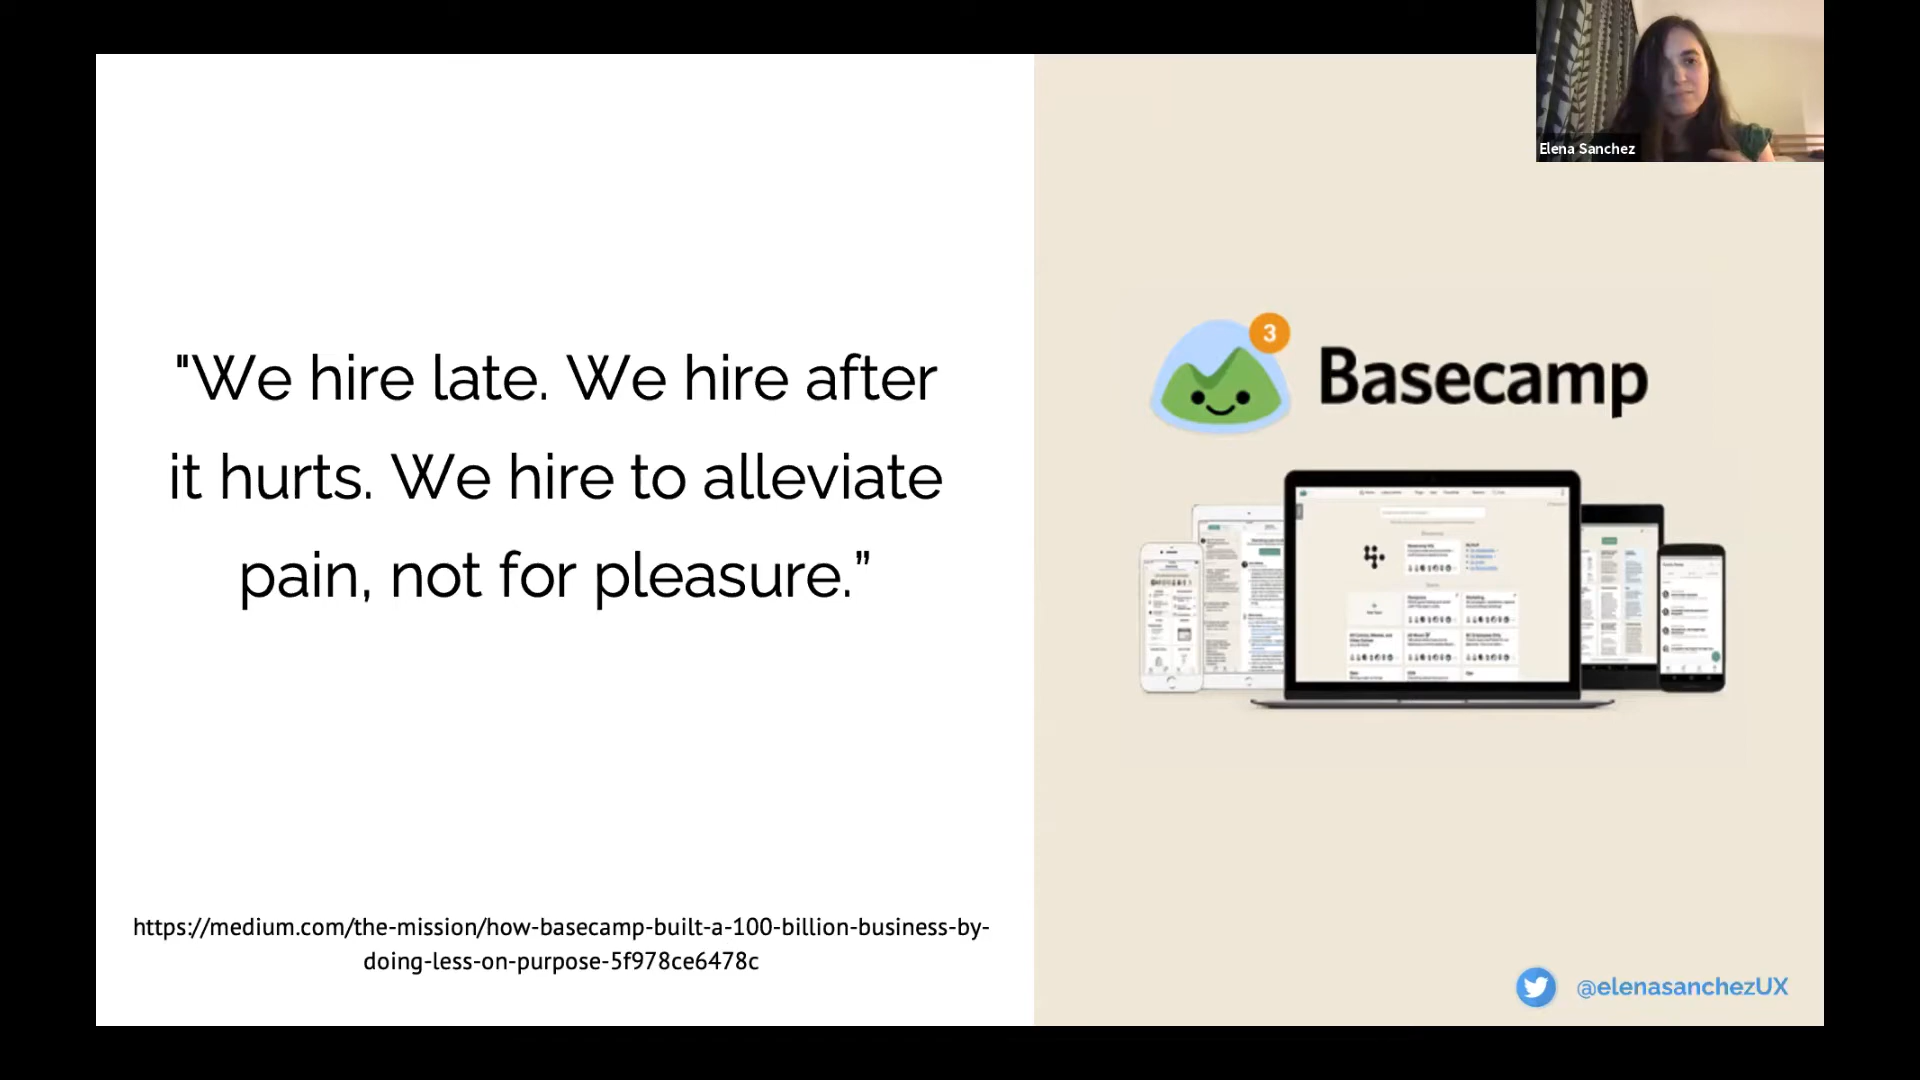 Elena Sanchez
"We hire late. We hire after
it hurts. We hire to alleviate
pain, not for pleasure.”
https://medium.com/the-mission/how-basecamp-built-a-100-billion-business-by-
doing-less-on-purpose-5f978ce6478c
3
Basecamp
@elenasanchezUX